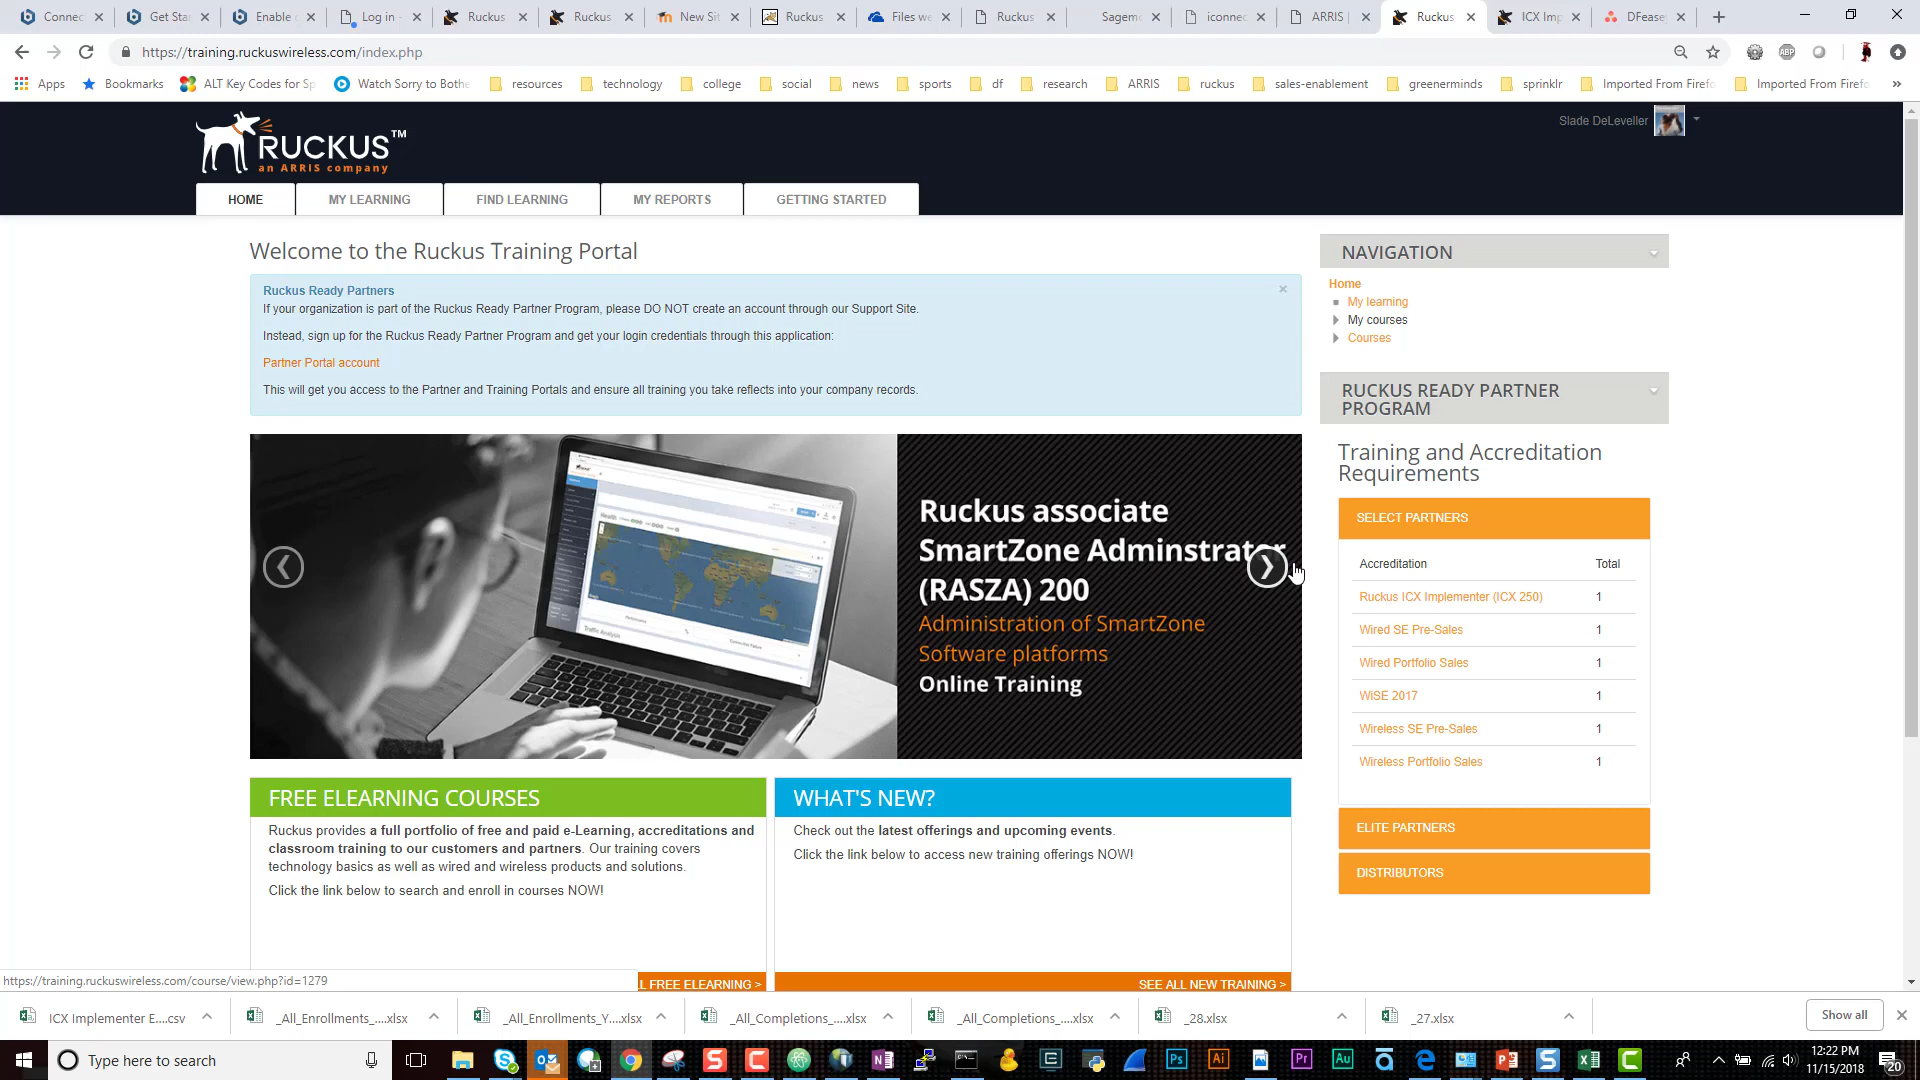 Connec
Get Sta
Enable
Log in -
Ruckus
Ruckus
New Sit
Ruckus
Files we
Ruckus
Sagemc
iconnec
ARRIS
Ruckus
ICX Imp
DFeasey
https://training.ruckuswireless.com/index.php
Apps
Bookmarks
ALT Key Codes for Sp
Watch Sorry to Bothe
resources
technology
college
social
news
sports
df
research
ARRIS
ruckus
sales-enablement
greenerminds
sprinklr
Imported From Firefo
Imported From Firefo
RUCKUS™
an ARRIS company
Slade DeLeveller
HOME
MY LEARNING
FIND LEARNING
MY REPORTS
GETTING STARTED
Welcome to the Ruckus Training Portal
Ruckus Ready Partners
If your organization is part of the Ruckus Ready Partner Program, please DO NOT create an account through our Support Site.
Instead, sign up for the Ruckus Ready Partner Program and get your login credentials through this application:
Partner Portal account
This will get you access to the Partner and Training Portals and ensure all training you take reflects into your company records.
Ruckus associate
SmartZone Adminstrator
(RASZA) 200
Administration of SmartZone
Software platforms
Online Training
FREE ELEARNING COURSES
Ruckus provides a full portfolio of free and paid e-Learning, accreditations and
classroom training to our customers and partners. Our training covers
technology basics as well as wired and wireless products and solutions.
Click the link below to search and enroll in courses NOW!
L FREE ELEARNING >
WHAT'S NEW?
Check out the latest offerings and upcoming events.
Click the link below to access new training offerings NOW!
SEE ALL NEW TRAINING >
NAVIGATION
Home
My learning
My courses
Courses
RUCKUS READY PARTNER
PROGRAM
Training and Accreditation
Requirements
SELECT PARTNERS
Accreditation Total
Ruckus ICX Implementer (ICX 250) 1
Wired SE Pre-Sales 1
Wired Portfolio Sales 1
WiSE 2017 1
Wireless SE Pre-Sales 1
Wireless Portfolio Sales 1
ELITE PARTNERS
DISTRIBUTORS
https://training.ruckuswireless.com/course/view.php?id=1279
ICX Implementer E....csv
_All_Enrollments_....xlsx
_All_Enrollments_Y....xlsx
_All_Completions_....xlsx
_All_Completions_....xlsx
_28.xlsx
_27.xlsx
Show all
Type here to search
12:22 PM
11/15/2018
20